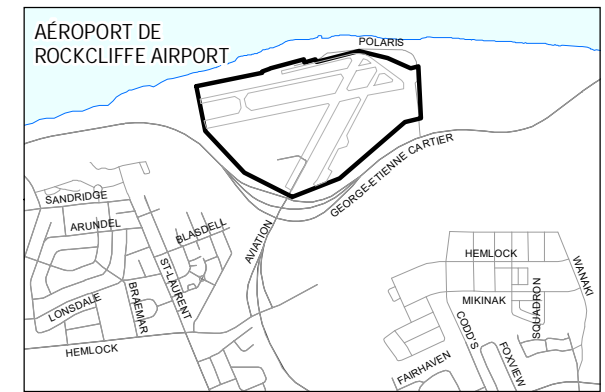 AÉROPORT DE
ROCKCLIFFE AIRPORT
POLARIS
GEORGE-ETIENNE CARTIER
SANDRIDGE
ARUNDEL
BLASDELL
AVIATION
ST-LAURENT
HEMLOCK
WANAKI
LONSDALE
BRAEMAR
MIKINAK
SQUADRON
CODD'S
HEMLOCK
FOXVIEW
FAIRHAVEN